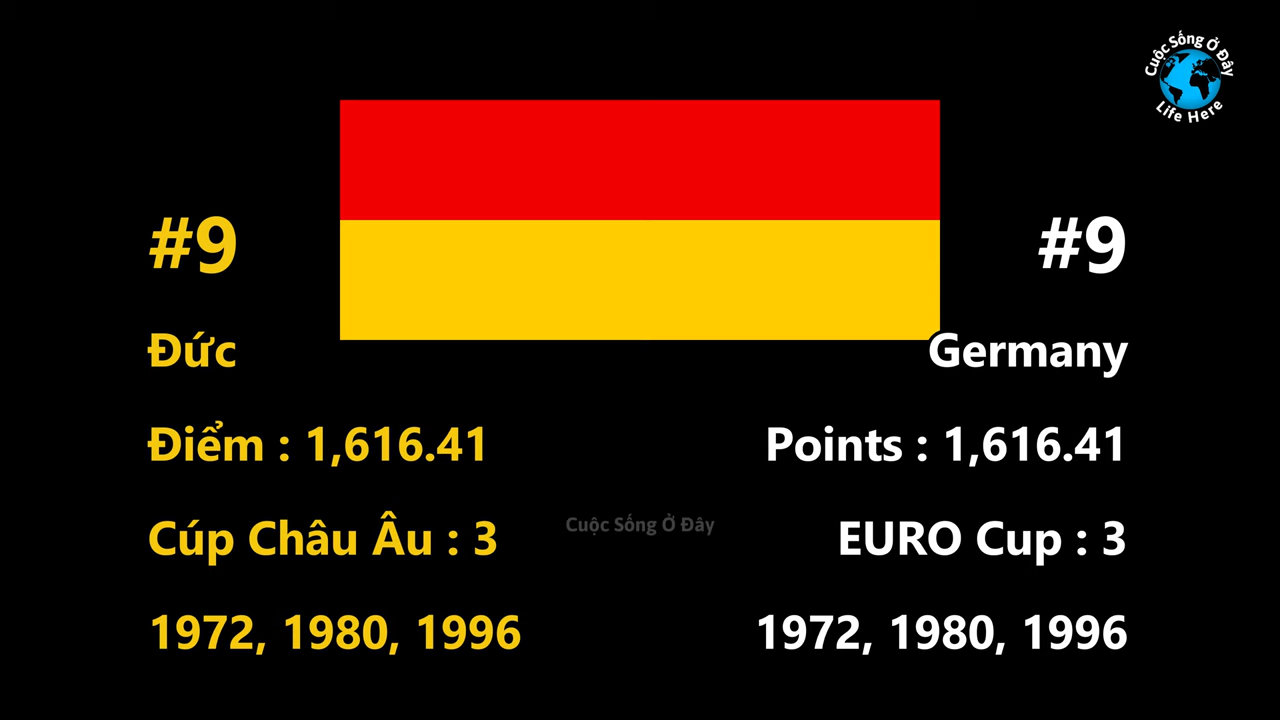 Cuộc Sống Ở Đây
Life Here
#9
#9
Đức
Germany
Điểm : 1,616.41
Points : 1,616.41
Cuộc Sống Ở Đây
Cúp Châu Âu : 3
EURO Cup : 3
1972, 1980, 1996
1972, 1980, 1996